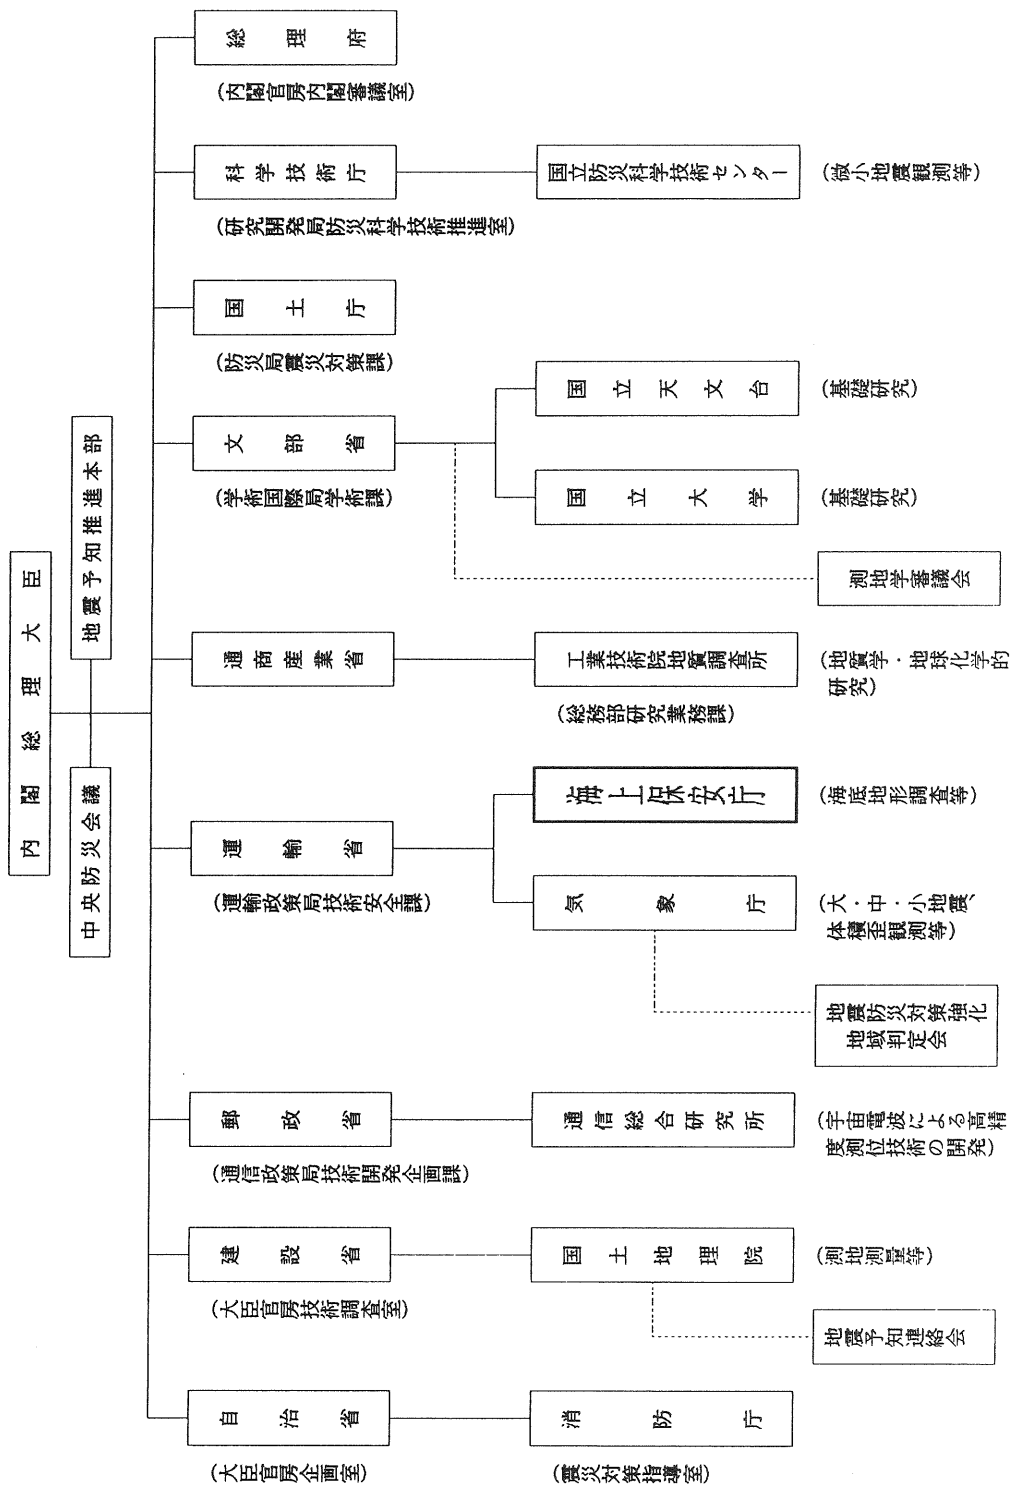 内閣総理大臣
中央防災会議
地震予知推進本部
総理府
(内閣官房内閣審議室)
科学技術庁
(研究開発局防災科学技術推進室)
国立防災科学技術センター
(微小地震観測等)
国土庁
(防災局震災対策課)
文部省
(学術国際局学術課)
国立天文台
(基礎研究)
国立大学
(基礎研究)
測地学審議会
通商産業省
工業技術院地質調査所
(総務部研究業務課)
(地質学・地球化学的
研究)
運輸省
(運輸政策局技術安全課)
海上保安庁
(海底地形調査等)
気象庁
(大・中・小地震、
体積歪観測等)
地震防災対策強化
地域判定会
郵政省
(通信政策局技術開発企画課)
通信総合研究所
(宇宙電波による高精
度測位技術の開発)
建設省
(大臣官房技術調査室)
国土地理院
(測地測量等)
地震予知連絡会
自治省
(大臣官房企画室)
消防庁
(震災対策指導室)